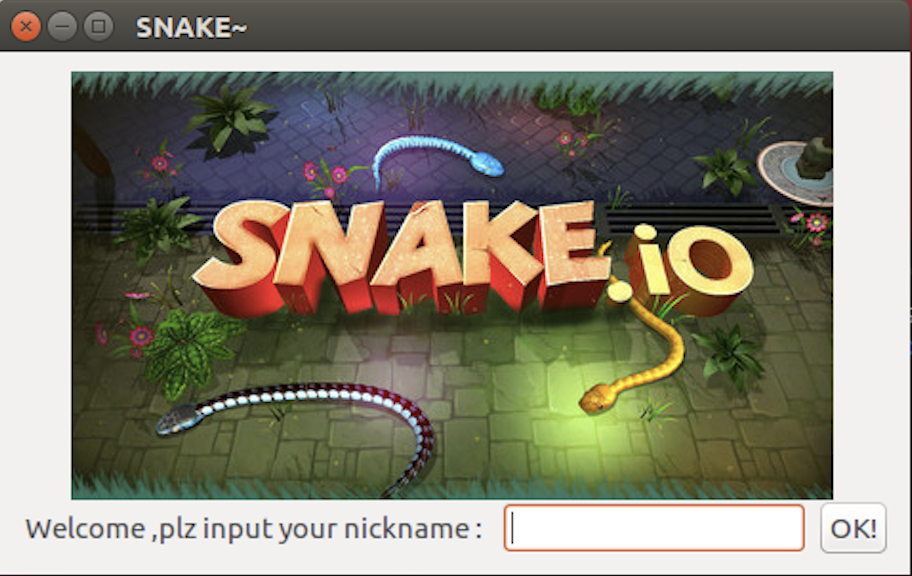 SNAKE~
SNAKE.iO
Welcome ,plz input your nickname :
OK!